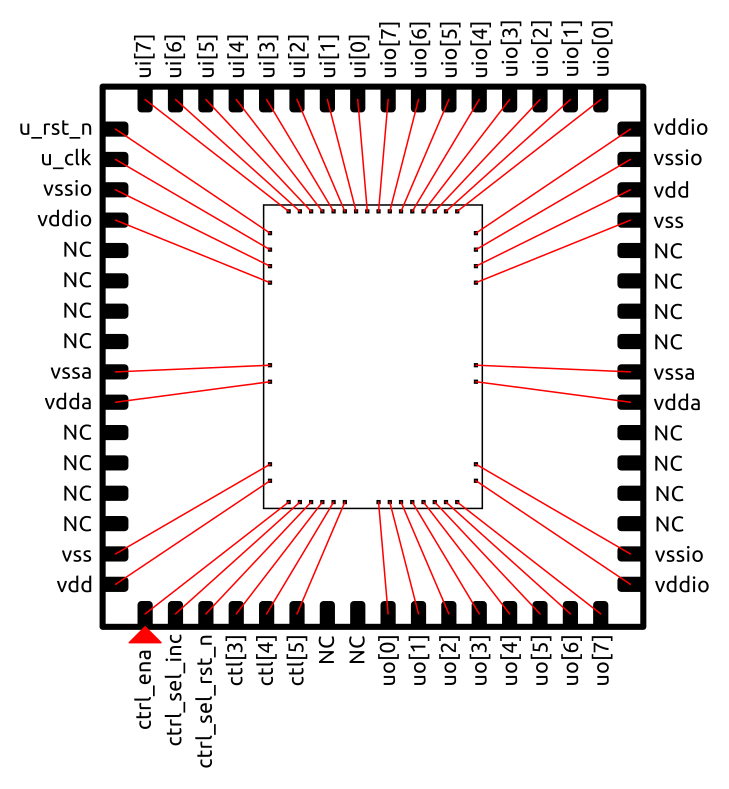 ui[7]
ui[6]
ui[5]
ui[4]
ui[3]
ui[2]
ui[1]
ui[0]
uio[7]
uio[6]
uio[5]
uio[4]
uio[3]
uio[2]
uio[1]
uio[0]
u_rst_n
u_clk
vssio
vddio
NC
NC
NC
NC
vssa
vdda
NC
NC
NC
NC
vss
vdd
vddio
vssio
vdd
vss
NC
NC
NC
NC
vssa
vdda
NC
NC
NC
NC
vssio
vddio
ctrl_ena
ctrl_sel_inc
ctrl_sel_rst_n
ctl[3]
ctl[4]
ctl[5]
NC
NC
uo[0]
uo[1]
uo[2]
uo[3]
uo[4]
uo[5]
uo[6]
uo[7]